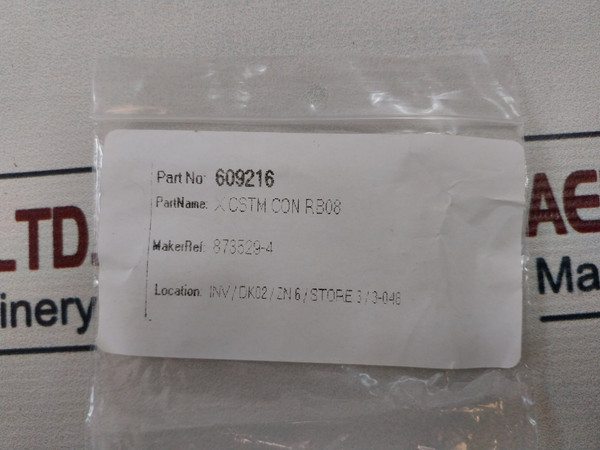 Part No: 609216
PartName: X CSTM CON RB08
MakerRef: 873529-4
Location: INV / DK02 / ZN 6 / STORE 3 / 3-046
LTD.
inery
AE
Ma